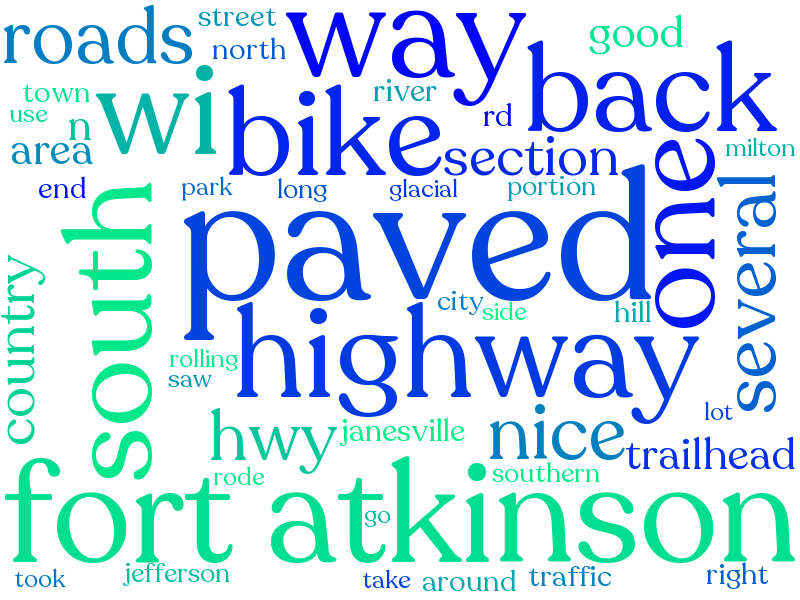 roads
street
north
way
good
town
use
n
wi
bike
river
rd
back
area
section
milton
end
park
long
glacial
portion
one
several
south
paved
country
city
side
hill
highway
rolling
saw
lot
hwy
janesville
nice
trailhead
rode
southern
fort atkinson
go
took
jefferson
take
around
traffic
right